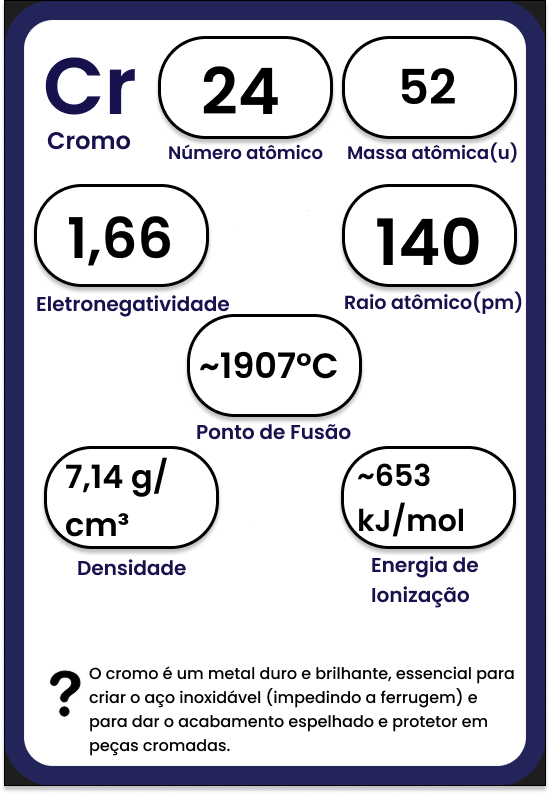 Cr
Cromo
24
Número atômico
52
Massa atômica(u)
1,66
Eletronegatividade
140
Raio atômico(pm)
~1907°C
Ponto de Fusão
7,14 g/
cm³
Densidade
~653
kJ/mol
Energia de
Ionização
?
O cromo é um metal duro e brilhante, essencial para
criar o aço inoxidável (impedindo a ferrugem) e
para dar o acabamento espelhado e protetor em
peças cromadas.